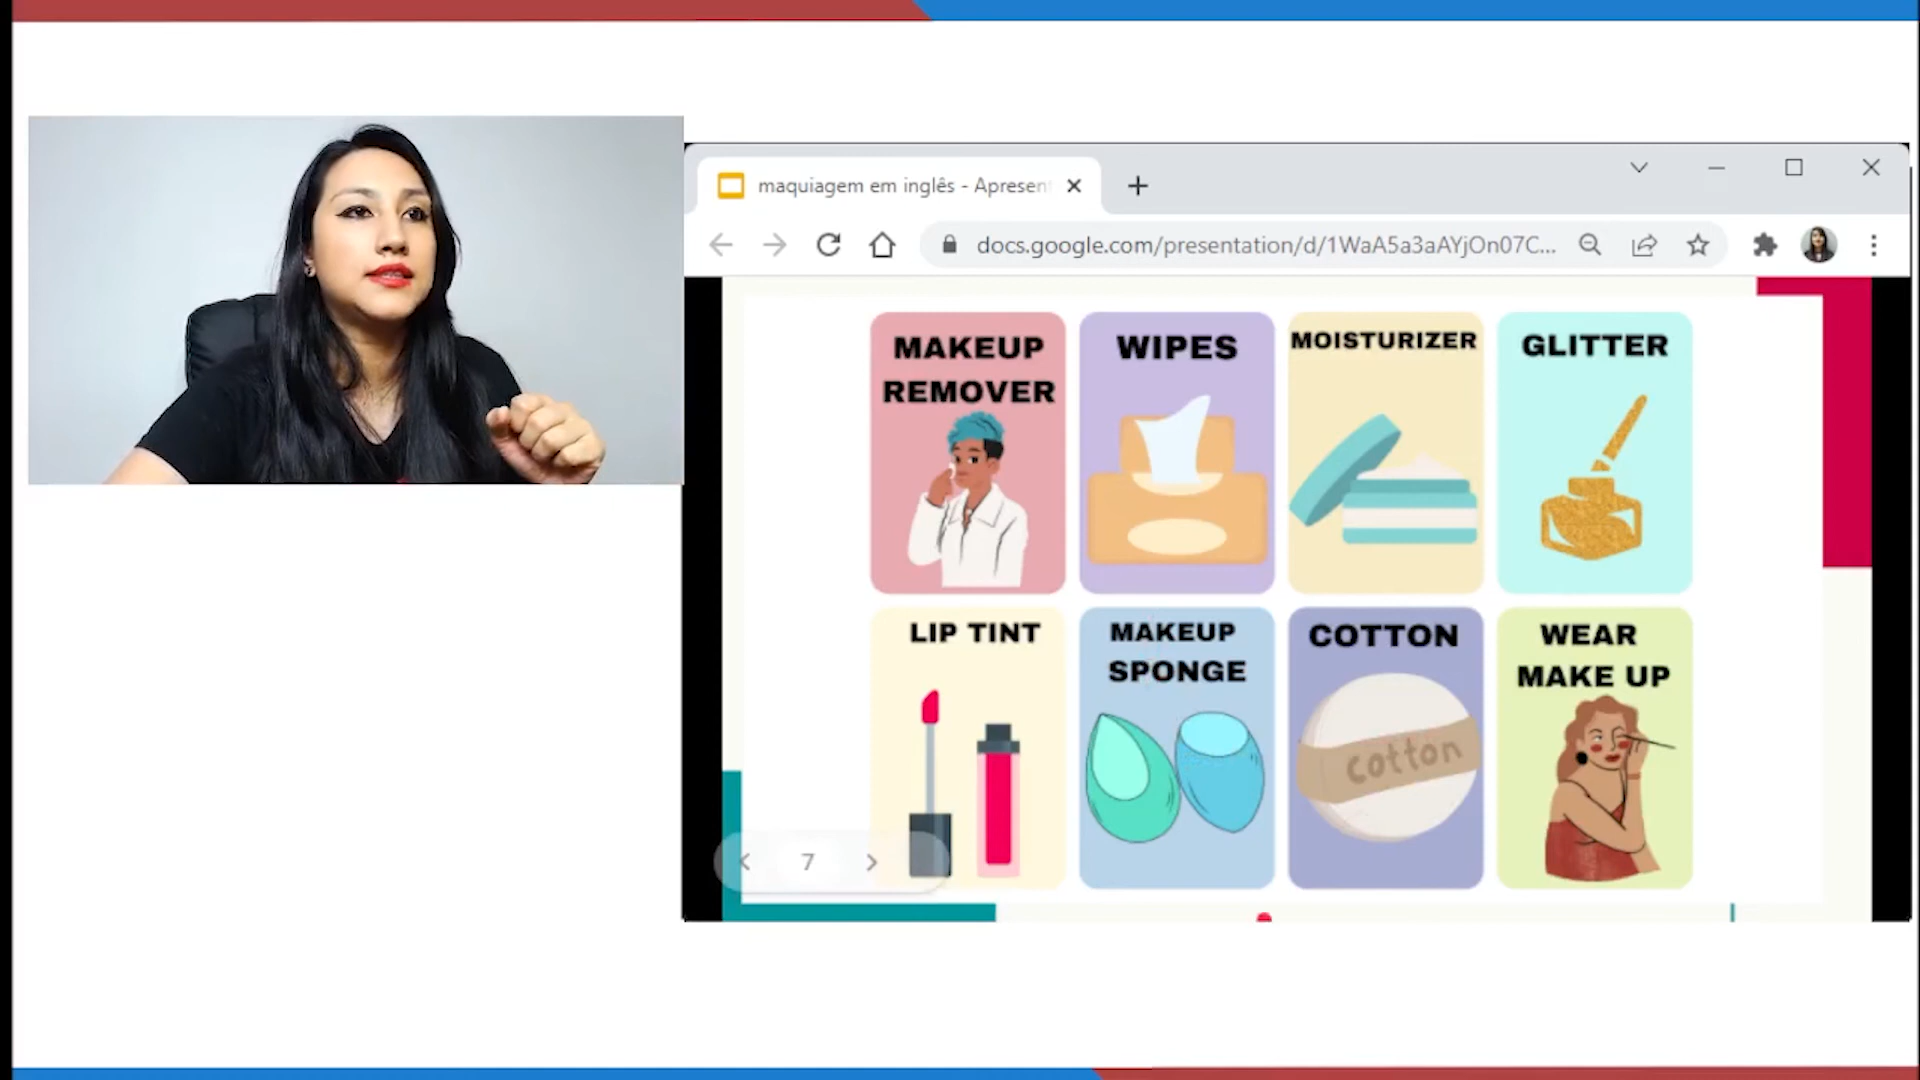 maquiagem em inglês - Apresen
docs.google.com/presentation/d/1WaA5a3aAYjOn07C...
MAKEUP
REMOVER
WIPES
MOISTURIZER
GLITTER
LIP TINT
MAKEUP
SPONGE
COTTON
cotton
WEAR
MAKE UP
7